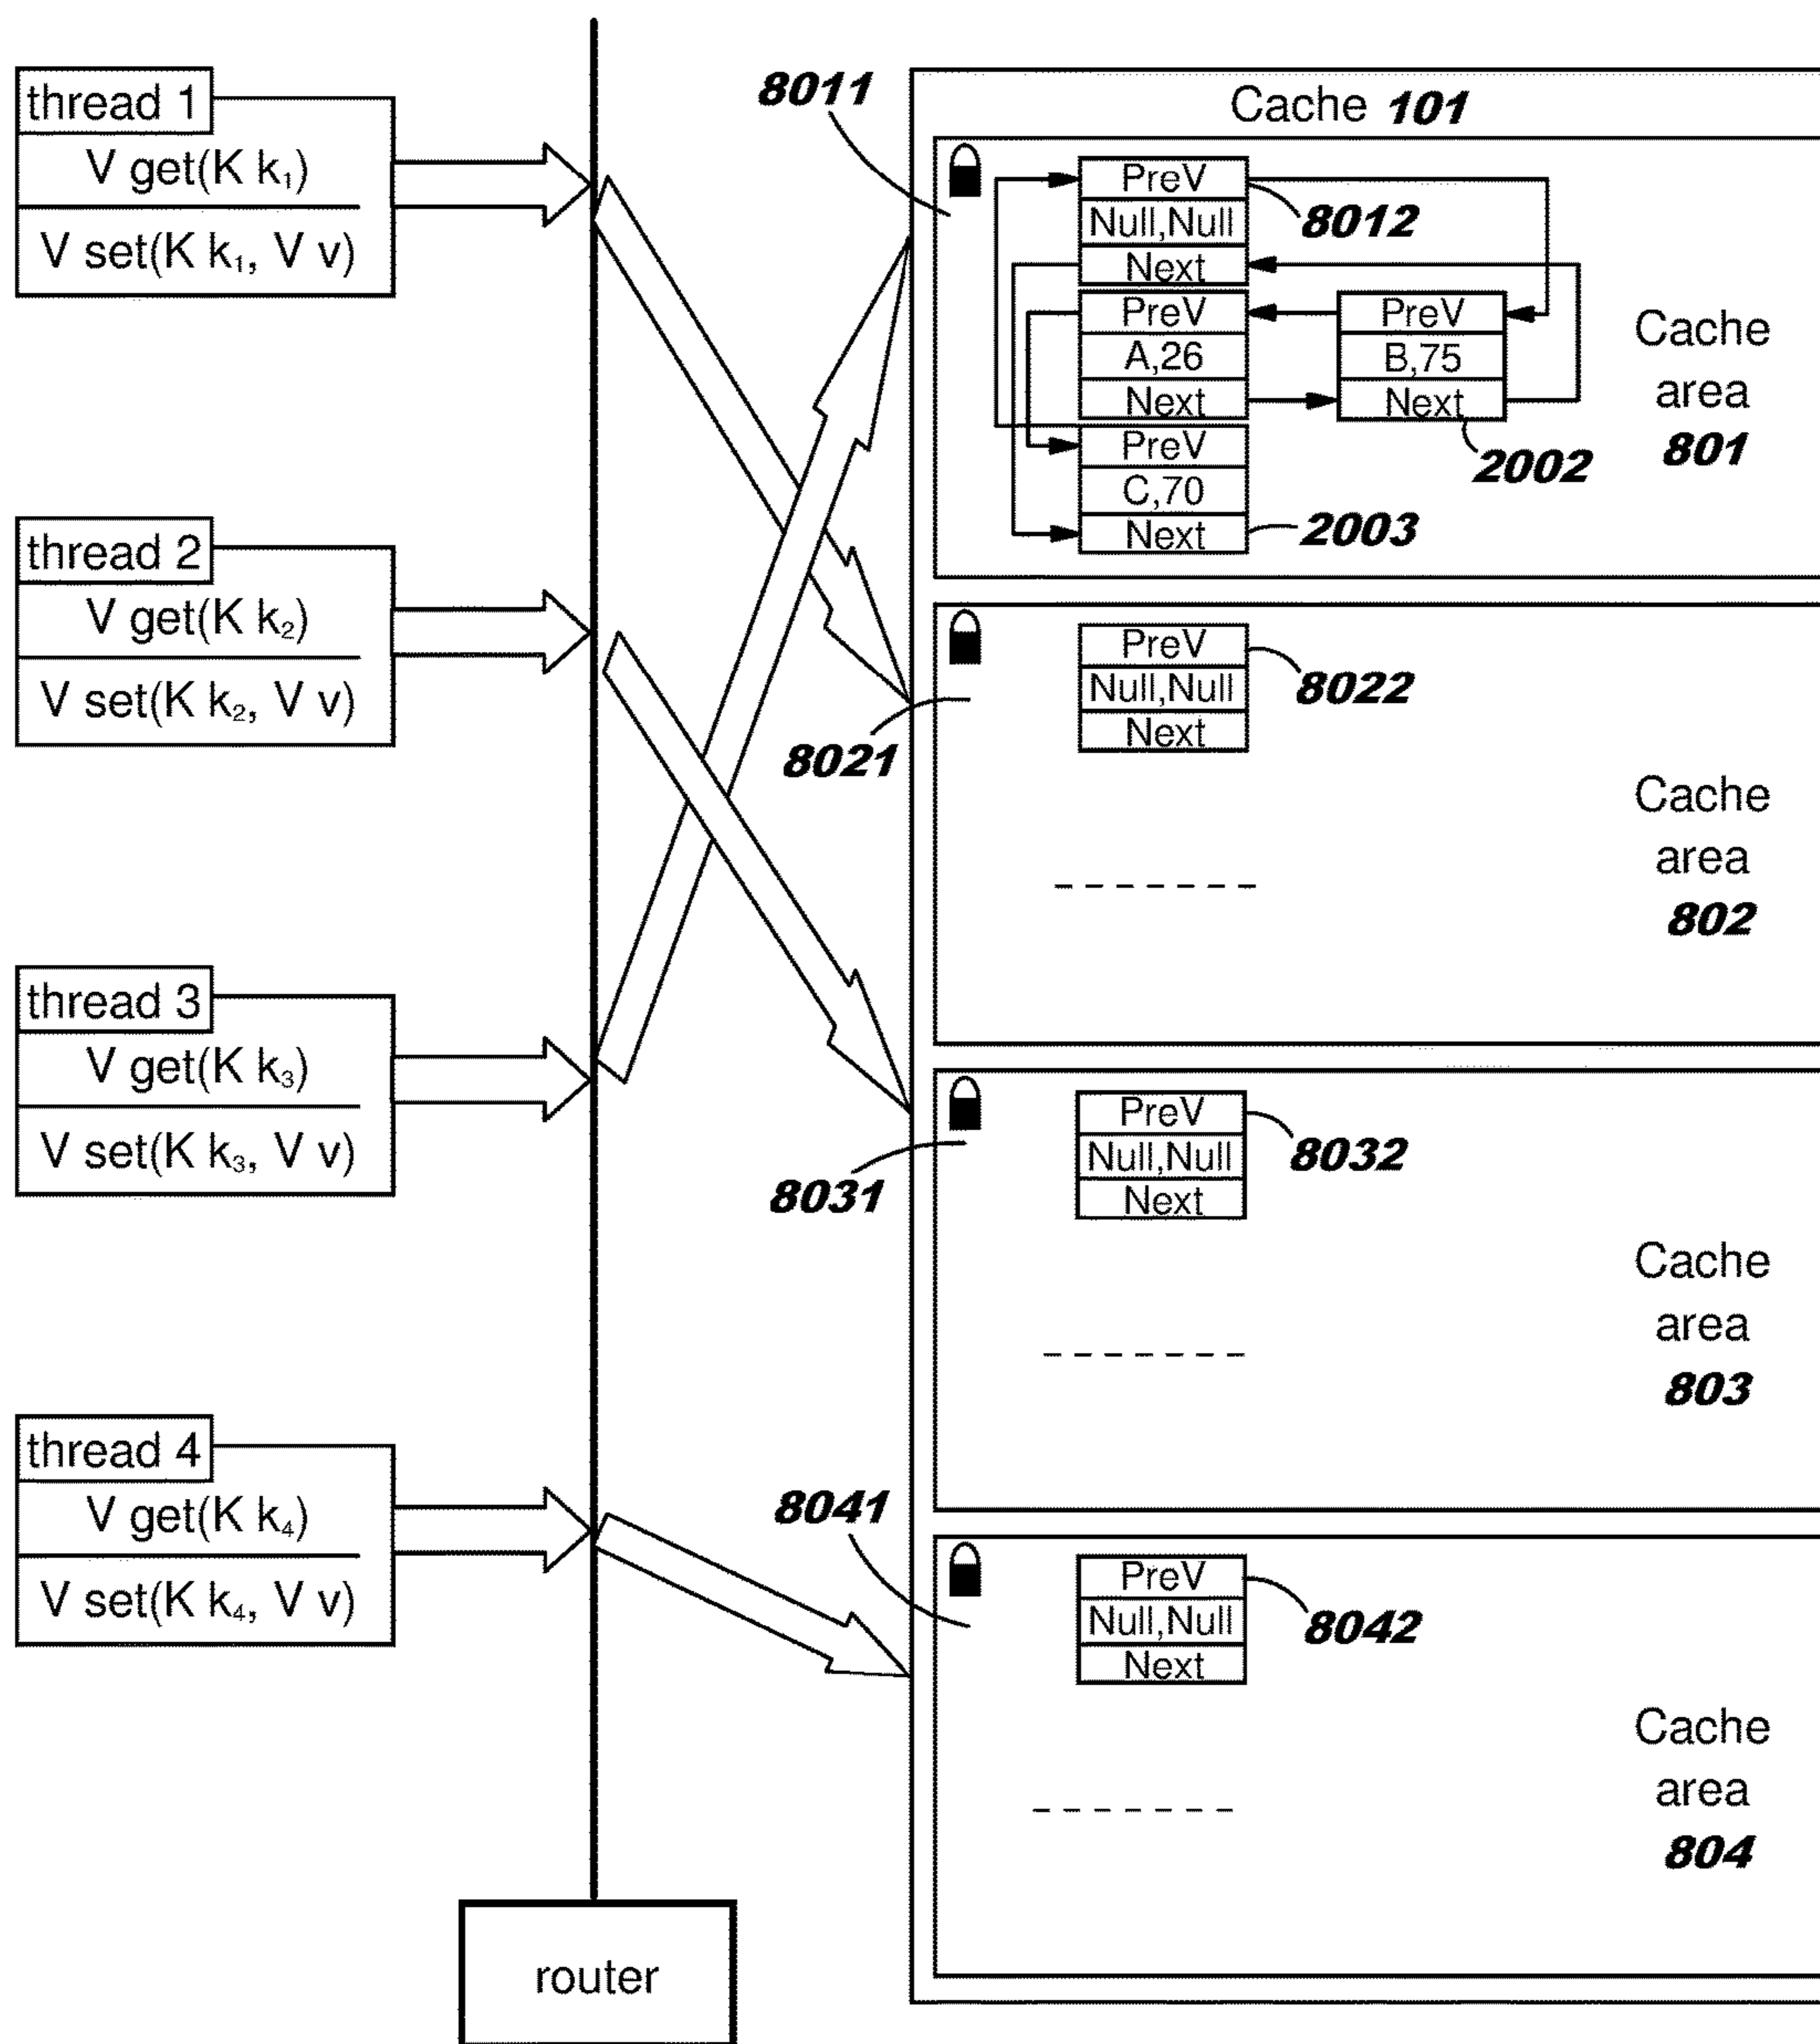 thread 1
V get(K k₁)
V set(K k₁, V v)
thread 2
V get(K k₂)
V set(K k₂, V v)
thread 3
V get(K k₃)
V set(K k₃, V v)
thread 4
V get(K k₄)
V set(K k₄, V v)
router
8011
8021
8031
8041
Cache 101
PreV
Null,Null
Next
8012
PreV
A,26
Next
PreV
B,75
Next
2002
PreV
C,70
Next
2003
Cache
area
801
PreV
Null,Null
Next
8022
Cache
area
802
PreV
Null,Null
Next
8032
Cache
area
803
PreV
Null,Null
Next
8042
Cache
area
804